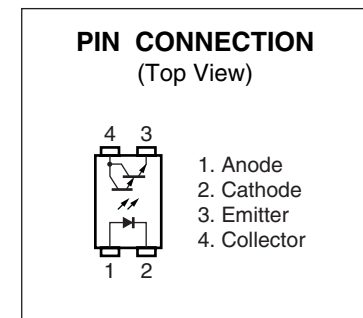 PIN CONNECTION
(Top View)
4 3
1. Anode
2. Cathode
3. Emitter
4. Collector
1 2